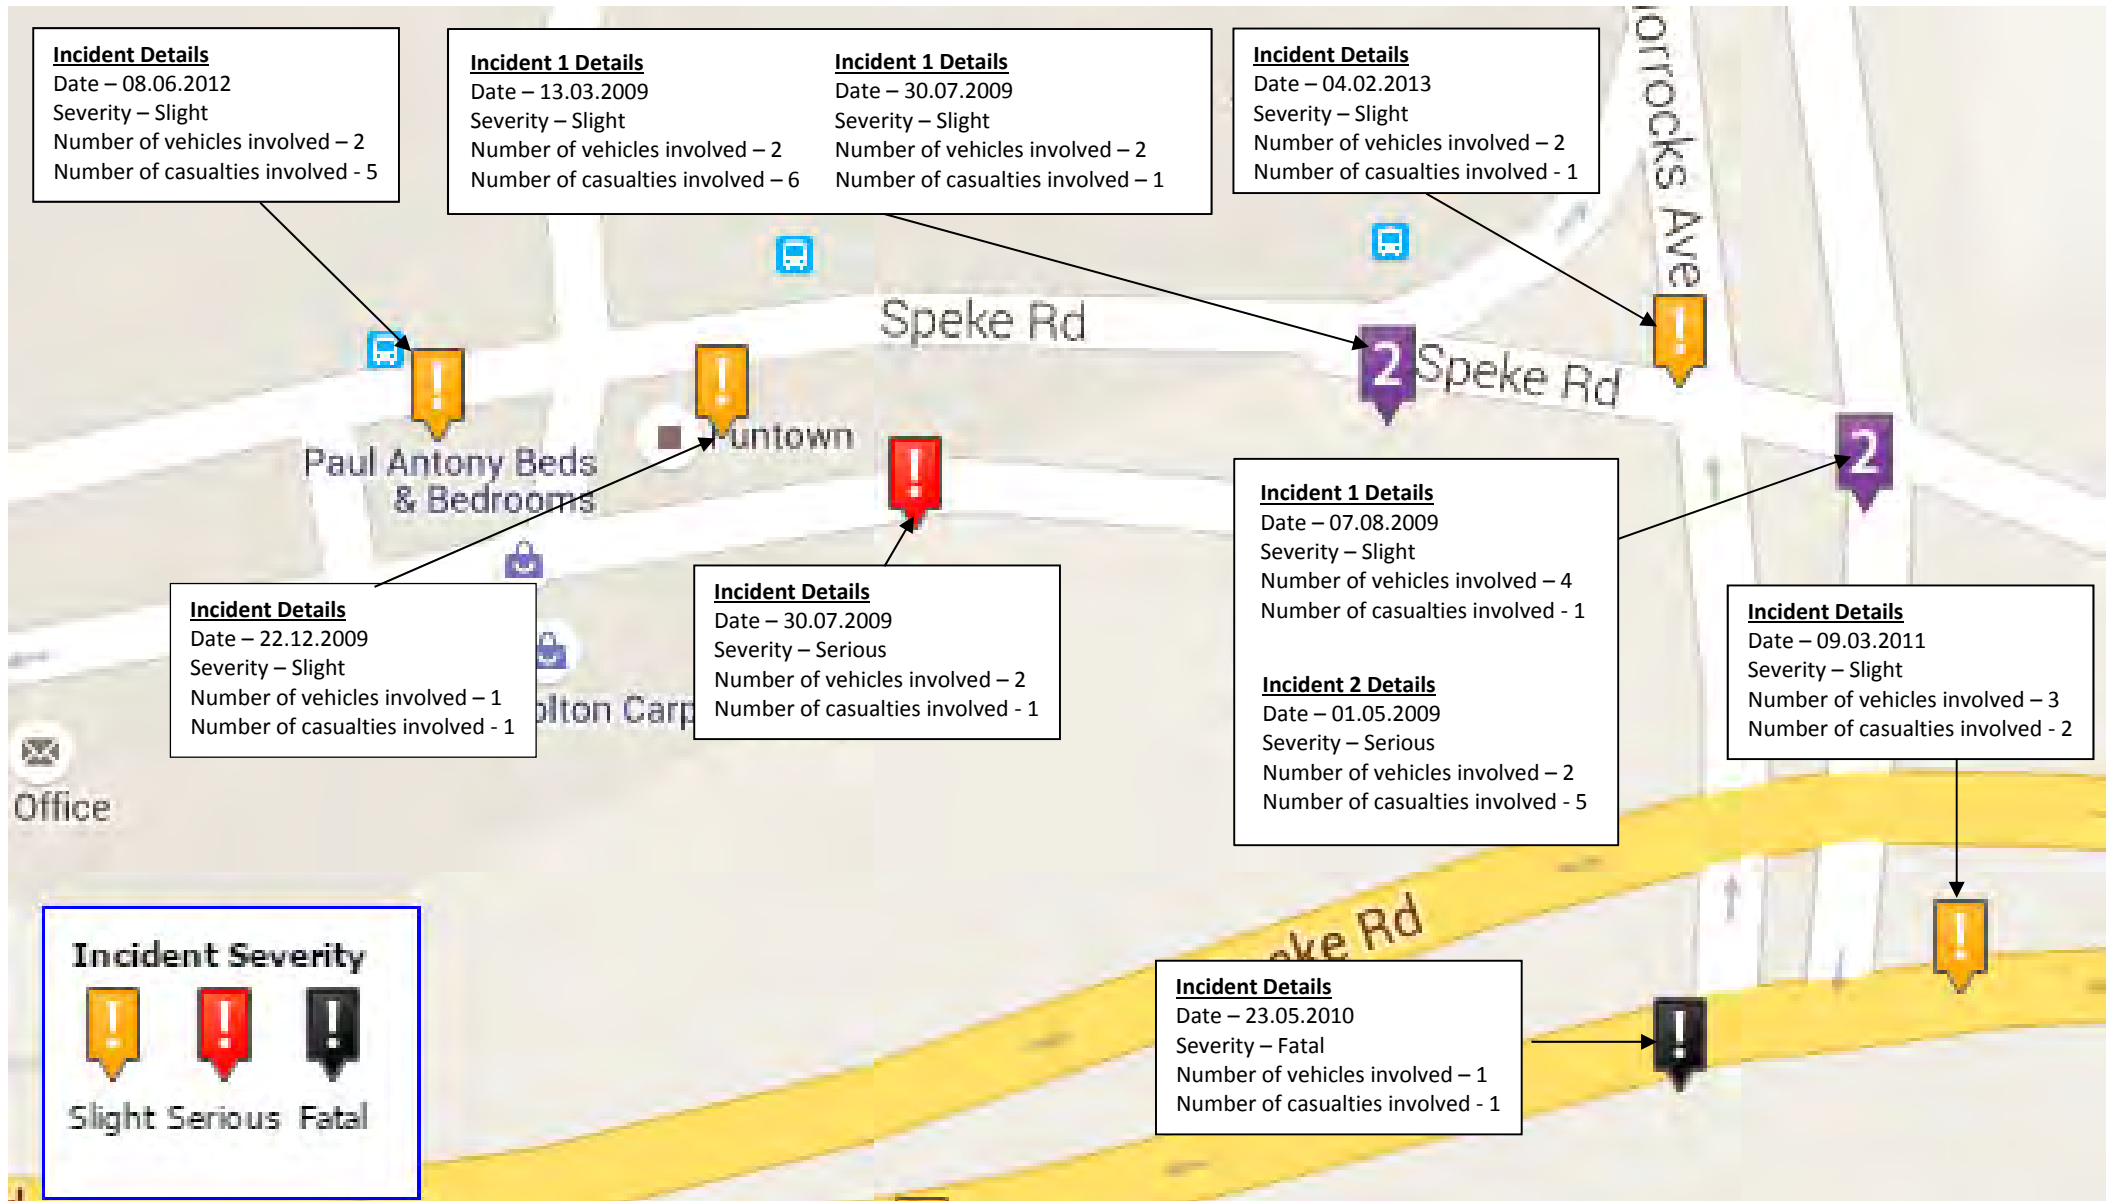 Incident Details
Date – 08.06.2012
Severity – Slight
Number of vehicles involved – 2
Number of casualties involved - 5
Incident 1 Details
Date – 13.03.2009
Severity – Slight
Number of vehicles involved – 2
Number of casualties involved – 6
Incident 1 Details
Date – 30.07.2009
Severity – Slight
Number of vehicles involved – 2
Number of casualties involved – 1
Incident Details
Date – 04.02.2013
Severity – Slight
Number of vehicles involved – 2
Number of casualties involved - 1
orrocks Ave
Speke Rd
2
Speke Rd
2
Paul Antony Beds
& Bedrooms
Funtown
Incident Details
Date – 22.12.2009
Severity – Slight
Number of vehicles involved – 1
Number of casualties involved - 1
Incident Details
Date – 30.07.2009
Severity – Serious
Number of vehicles involved – 2
Number of casualties involved - 1
Incident 1 Details
Date – 07.08.2009
Severity – Slight
Number of vehicles involved – 4
Number of casualties involved - 1
Incident 2 Details
Date – 01.05.2009
Severity – Serious
Number of vehicles involved – 2
Number of casualties involved - 5
Incident Details
Date – 09.03.2011
Severity – Slight
Number of vehicles involved – 3
Number of casualties involved - 2
olton Carp
Office
eke Rd
Incident Details
Date – 23.05.2010
Severity – Fatal
Number of vehicles involved – 1
Number of casualties involved - 1
Incident Severity
Slight Serious Fatal